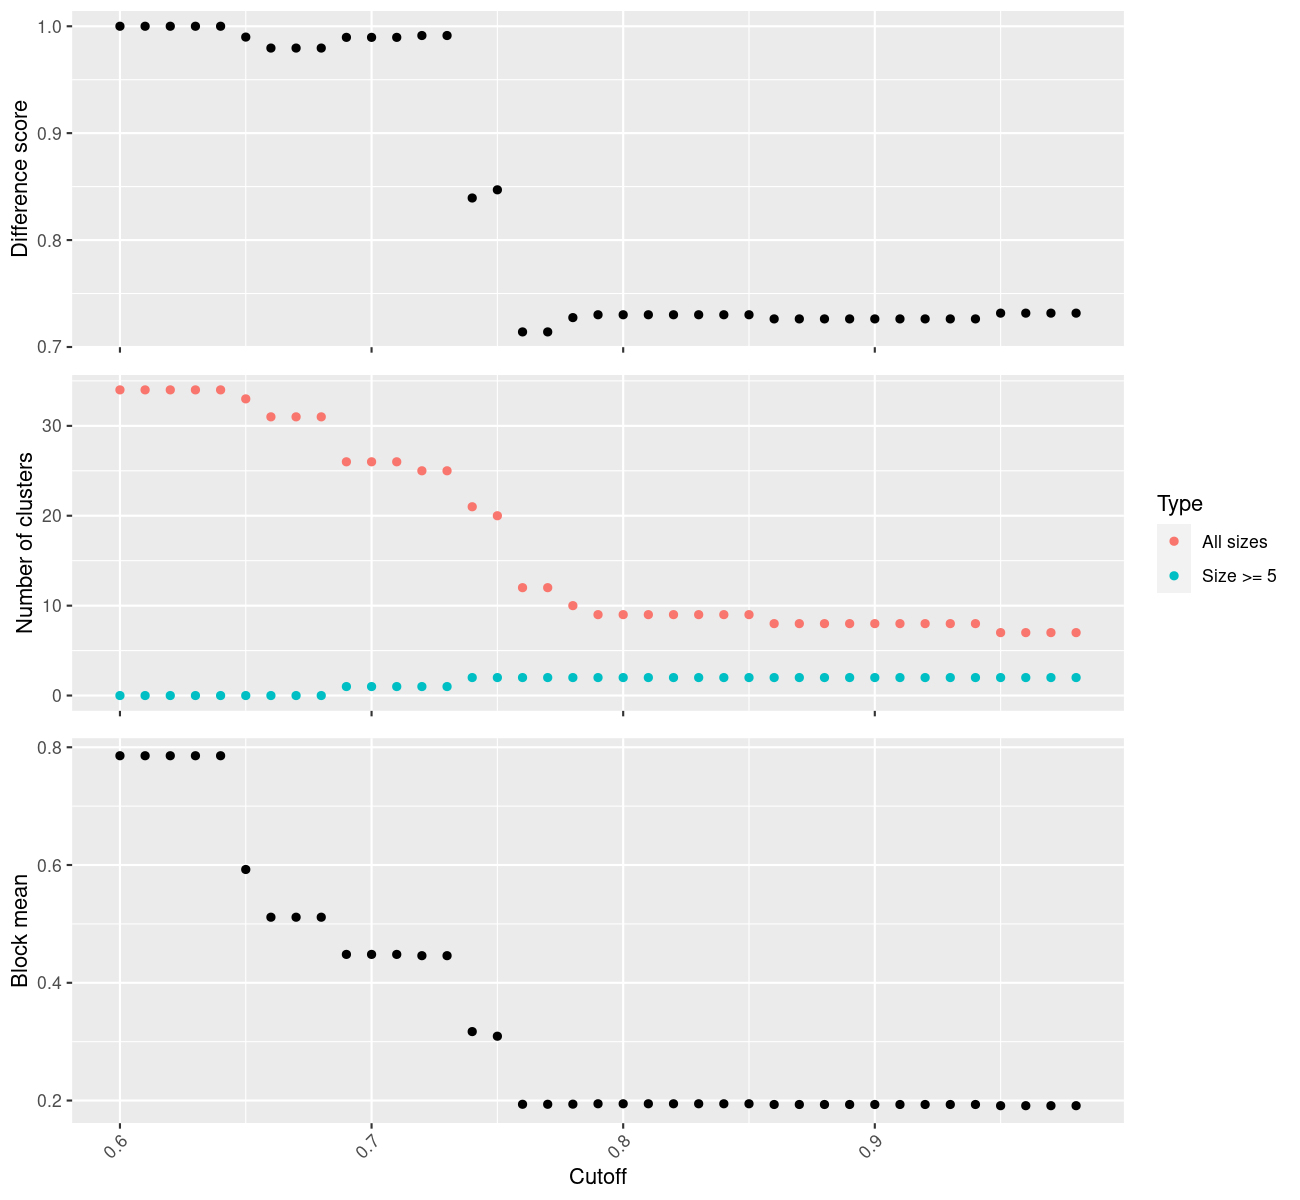 Difference score
1.0
0.9
0.8
0.7
Number of clusters
30
20
10
0
Type
All sizes
Size >= 5
Block mean
0.8
0.6
0.4
0.2
0.6 0.7 0.8 0.9
Cutoff